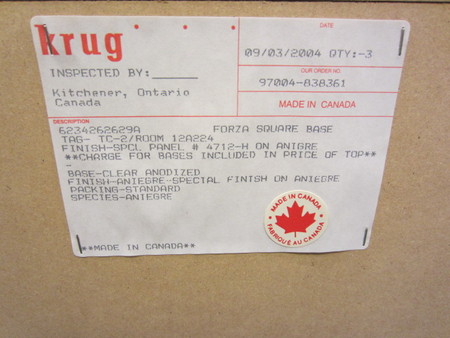 krug
DATE
09/03/2004 QTY:-3
INSPECTED BY:
OUR ORDER NO.
97004-838361
Kitchener, Ontario
Canada
MADE IN CANADA
DESCRIPTION
6234262629A FORZA SQUARE BASE
TAG- TC-2/ROOM 12A224
FINISH-SPCL PANEL # 4712-H ON ANIGRE
**CHARGE FOR BASES INCLUDED IN PRICE OF TOP**
-
BASE-CLEAR ANODIZED
FINISH-ANIEGRE-SPECIAL FINISH ON ANIEGRE
PACKING-STANDARD
SPECIES-ANIEGRE
MADE IN CANADA
FABRIQUÉ AU CANADA
**MADE IN CANADA**